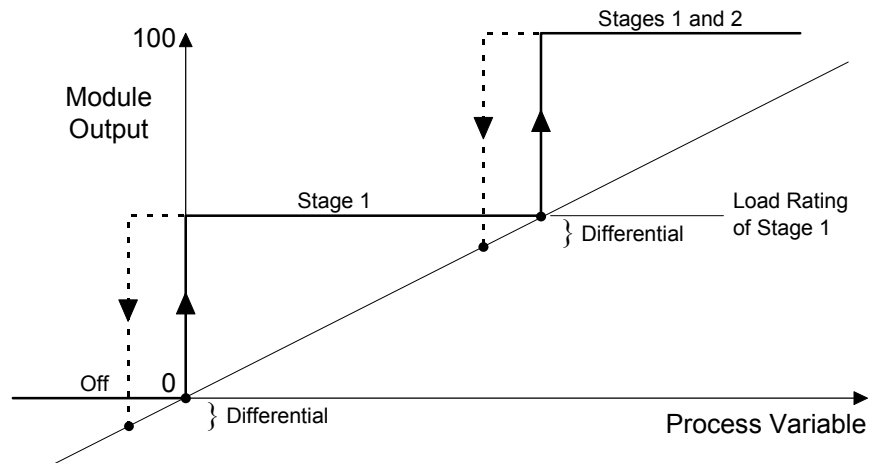 Stages 1 and 2
100
Module
Output
Stage 1
Load Rating
of Stage 1
} Differential
Off
0
} Differential
Process Variable